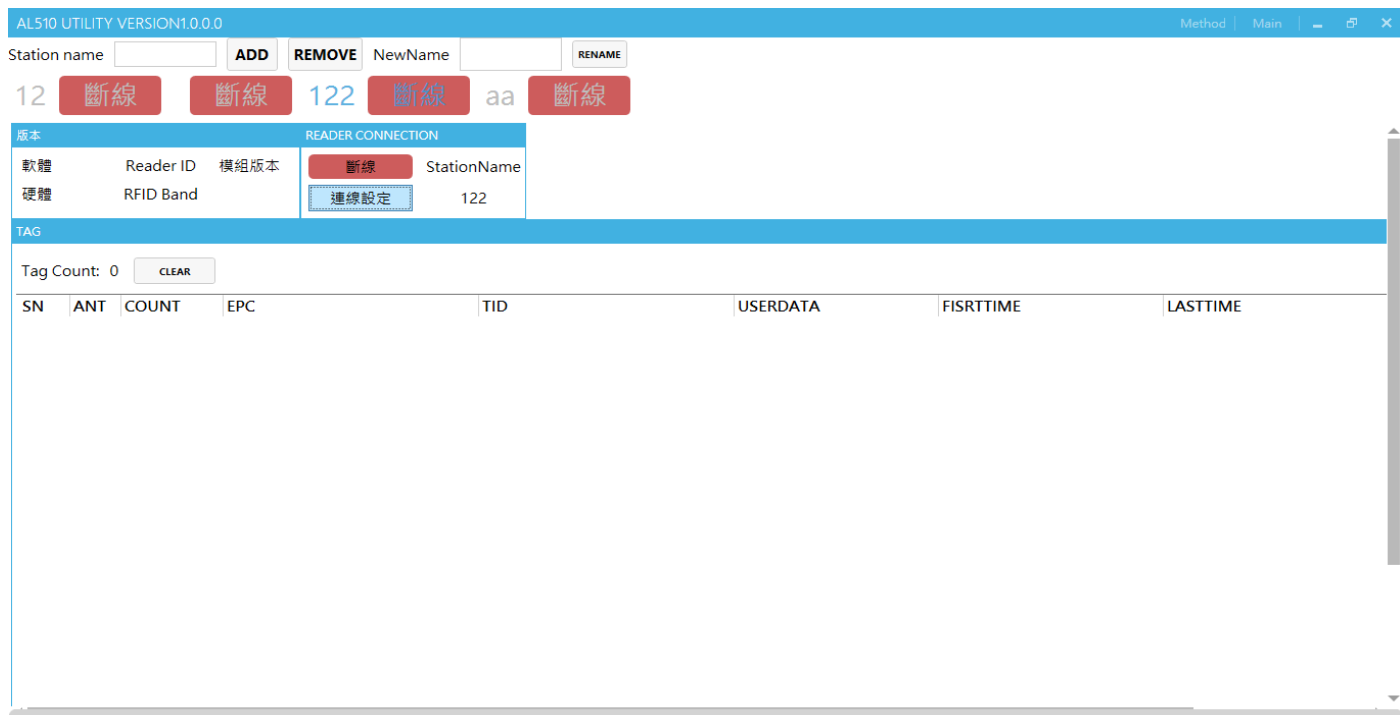 AL510 UTILITY VERSION1.0.0.0 Method Main
Station name ADD REMOVE NewName RENAME
12 斷線 斷線 122 斷線 aa 斷線
版本 READER CONNECTION
軟體 Reader ID 模組版本 斷線 StationName
硬體 RFID Band 連線設定 122
TAG
Tag Count: 0 CLEAR
SN ANT COUNT EPC TID USERDATA FISRTTIME LASTTIME